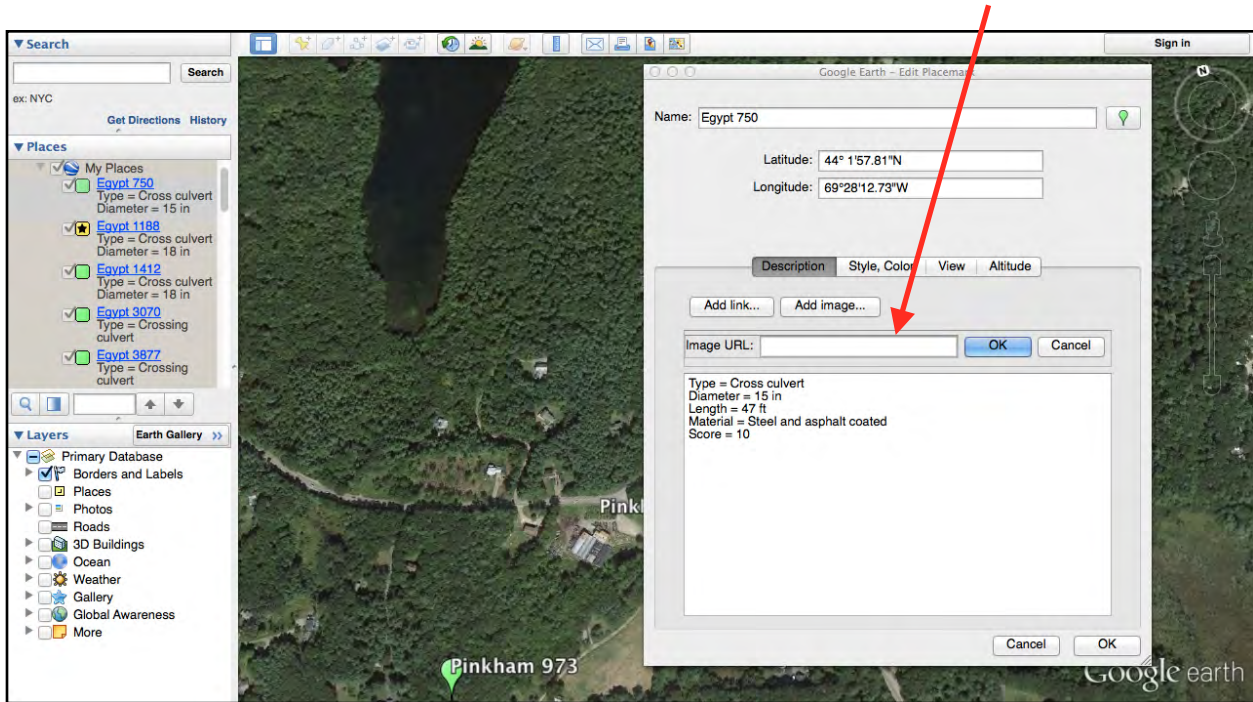 Search
Sign in
Search
ex: NYC
Get Directions History
Places
My Places
Egypt 750
Type = Cross culvert
Diameter = 15 in
Egypt 1188
Type = Cross culvert
Diameter = 18 in
Egypt 1412
Type = Cross culvert
Diameter = 18 in
Egypt 3070
Type = Crossing
culvert
Egypt 3877
Type = Crossing
culvert
Layers
Earth Gallery >>
Primary Database
Borders and Labels
Places
Photos
Roads
3D Buildings
Ocean
Weather
Gallery
Global Awareness
More
Google Earth - Edit Placemark
Name: Egypt 750
Latitude: 44° 1'57.81"N
Longitude: 69°28'12.73"W
Description Style, Color View Altitude
Add link... Add image...
Image URL: OK Cancel
Type = Cross culvert
Diameter = 15 in
Length = 47 ft
Material = Steel and asphalt coated
Score = 10
Cancel OK
N
Pink
Pinkham 973
Google earth